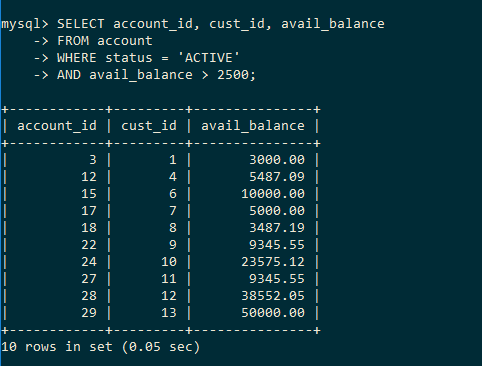 mysql> SELECT account_id, cust_id, avail_balance
    -> FROM account
    -> WHERE status = 'ACTIVE'
    -> AND avail_balance > 2500;

+------------+---------+---------------+
| account_id | cust_id | avail_balance |
+------------+---------+---------------+
|          3 |       1 |       3000.00 |
|         12 |       4 |       5487.09 |
|         15 |       6 |      10000.00 |
|         17 |       7 |       5000.00 |
|         18 |       8 |       3487.19 |
|         22 |       9 |       9345.55 |
|         24 |      10 |      23575.12 |
|         27 |      11 |       9345.55 |
|         28 |      12 |      38552.05 |
|         29 |      13 |      50000.00 |
+------------+---------+---------------+
10 rows in set (0.05 sec)